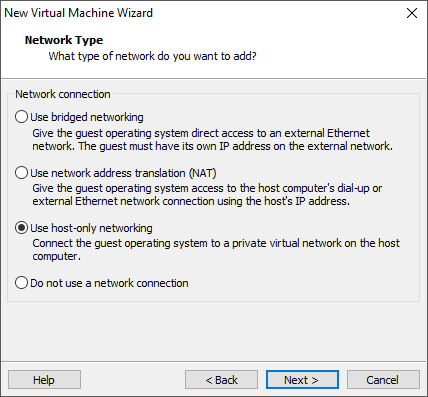 New Virtual Machine Wizard
Network Type
What type of network do you want to add?
Network connection
Use bridged networking
Give the guest operating system direct access to an external Ethernet
network. The guest must have its own IP address on the external network.
Use network address translation (NAT)
Give the guest operating system access to the host computer's dial-up or
external Ethernet network connection using the host's IP address.
Use host-only networking
Connect the guest operating system to a private virtual network on the host
computer.
Do not use a network connection
Help
< Back
Next >
Cancel